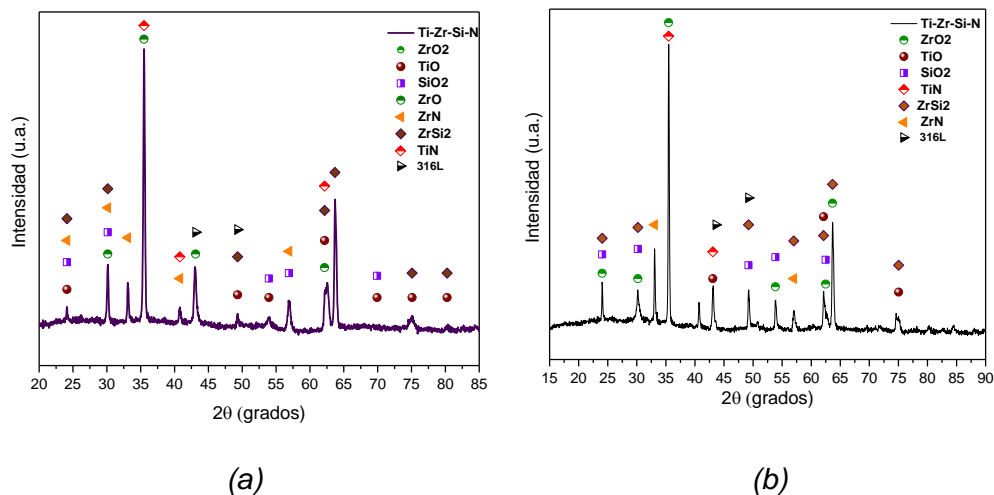 Intensidad (u.a.)
Ti-Zr-Si-N
ZrO2
TiO
SiO2
ZrO
ZrN
ZrSi2
TiN
316L
20 25 30 35 40 45 50 55 60 65 70 75 80 85
2θ (grados)
(a)
Intensidad (u.a.)
Ti-Zr-Si-N
ZrO2
TiO
SiO2
TiN
ZrSi2
ZrN
316L
15 20 25 30 35 40 45 50 55 60 65 70 75 80 85 90
2θ (grados)
(b)